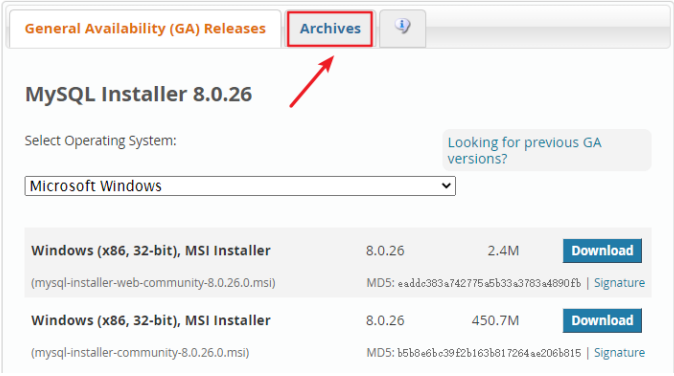 General Availability (GA) Releases
Archives
MySQL Installer 8.0.26
Select Operating System:
Looking for previous GA
versions?
Microsoft Windows
Windows (x86, 32-bit), MSI Installer 8.0.26 2.4M Download
(mysql-installer-web-community-8.0.26.0.msi) MD5: eaddc383a742775a5b33a3783a4890fb | Signature
Windows (x86, 32-bit), MSI Installer 8.0.26 450.7M Download
(mysql-installer-community-8.0.26.0.msi) MD5: b5b8e6bc39f2b163b817264ae206b815 | Signature